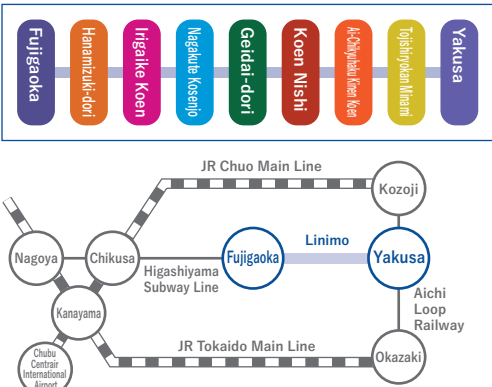 Fujigaoka
Hanamizuki-dori
Irigaike Koen
Nagakute Kosenjo
Geidai-dori
Koen Nishi
Ai-Chikyuhaku Kinen Koen
Tojishiryokan Minami
Yakusa
JR Chuo Main Line
Kozoji
Nagoya
Chikusa
Higashiyama
Subway Line
Fujigaoka
Linimo
Yakusa
Aichi
Loop
Railway
Kanayama
JR Tokaido Main Line
Okazaki
Chubu
Centrair
International
Airport